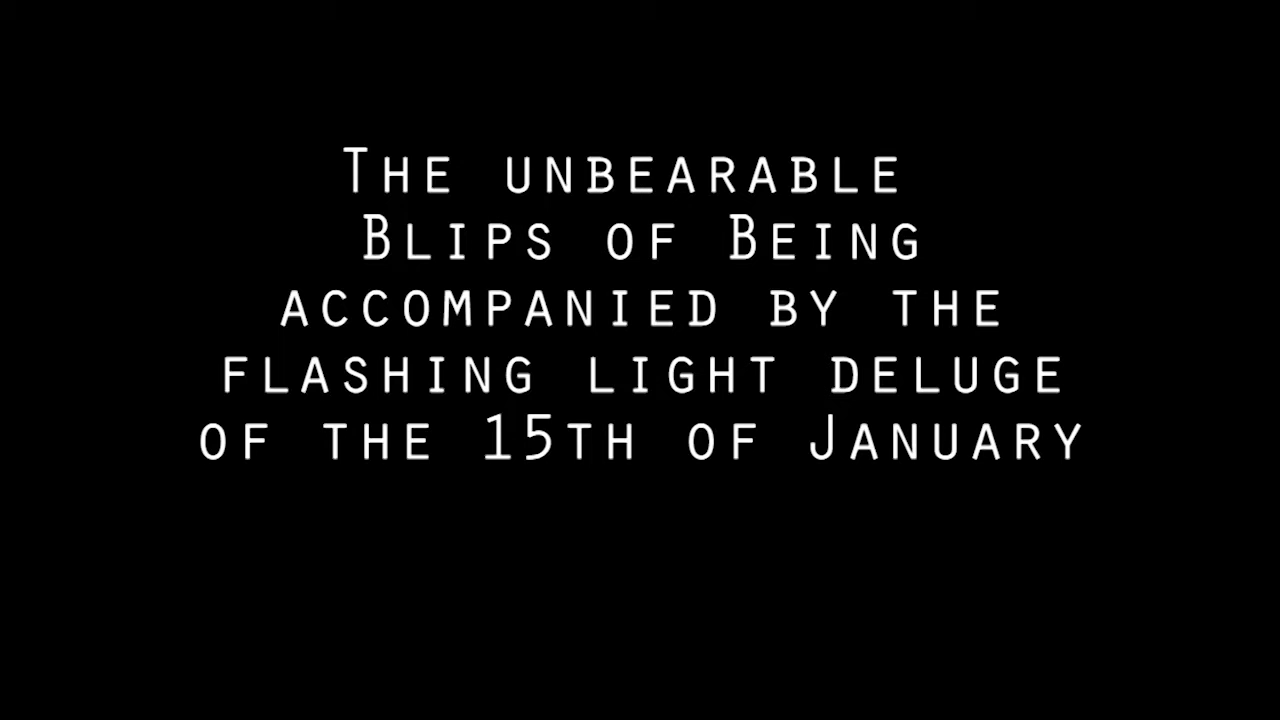 The unbearable
Blips of Being
accompanied by the
flashing light deluge
of the 15th of January